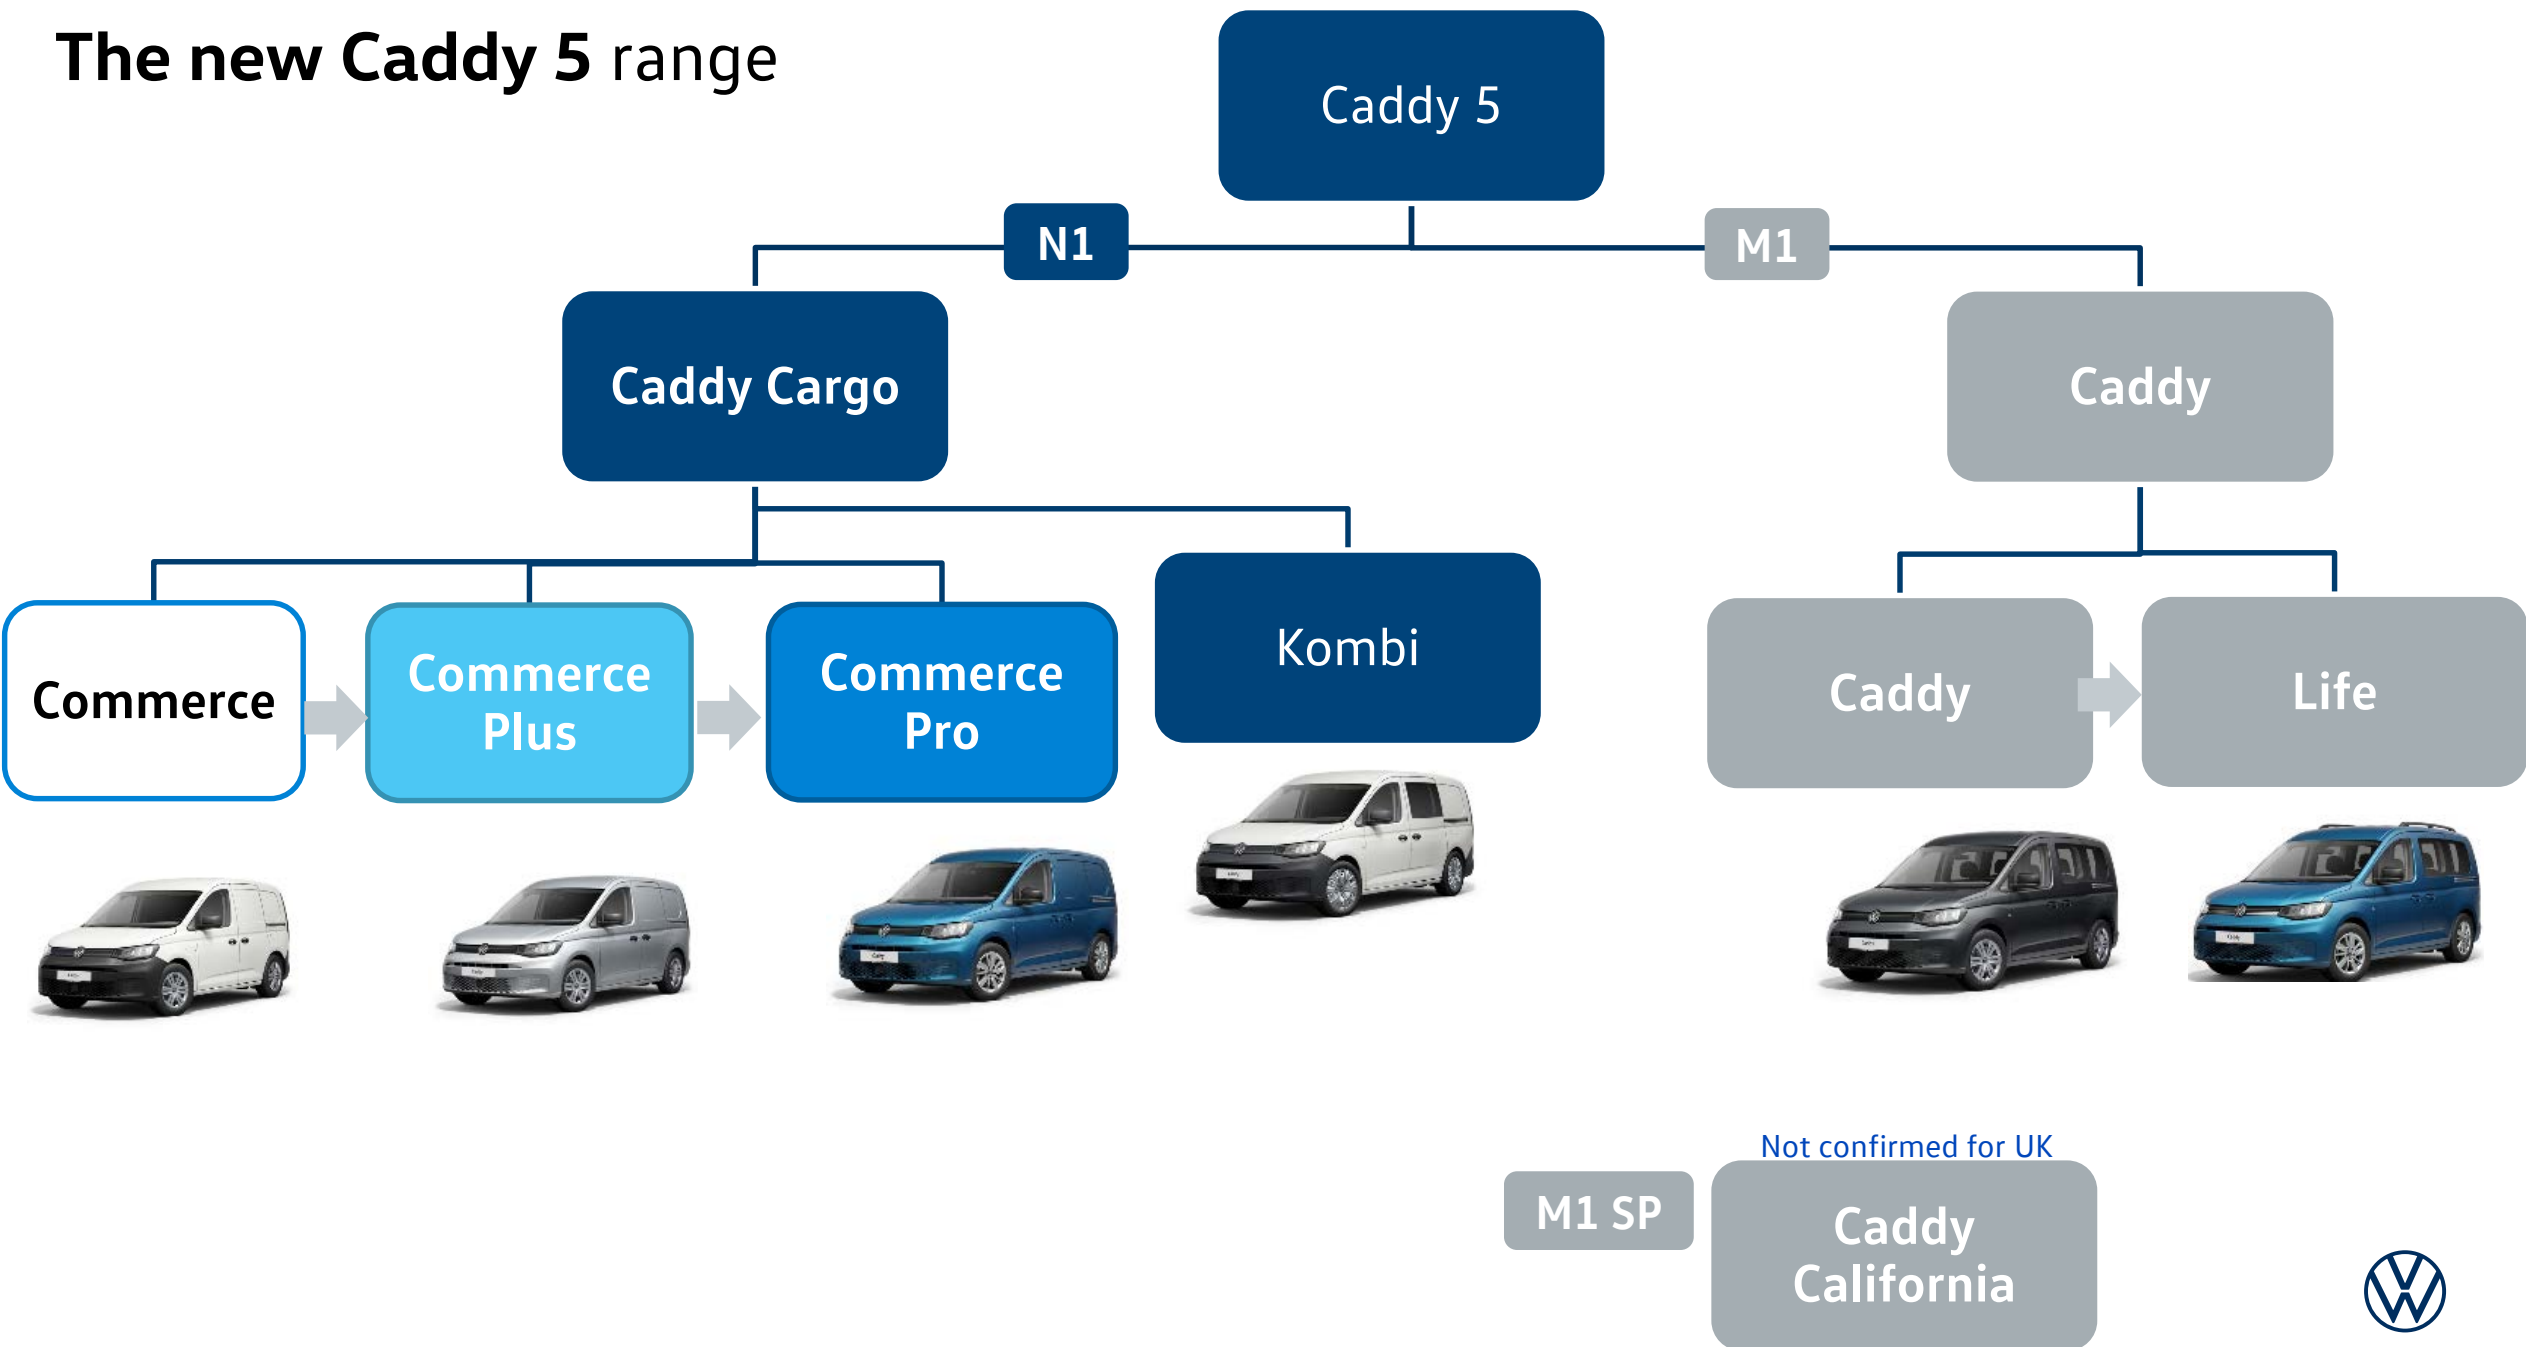 The new Caddy 5 range
Caddy 5
N1
M1
Caddy Cargo
Caddy
Commerce
Commerce
Plus
Commerce
Pro
Kombi
Caddy
Life
Not confirmed for UK
M1 SP
Caddy
California